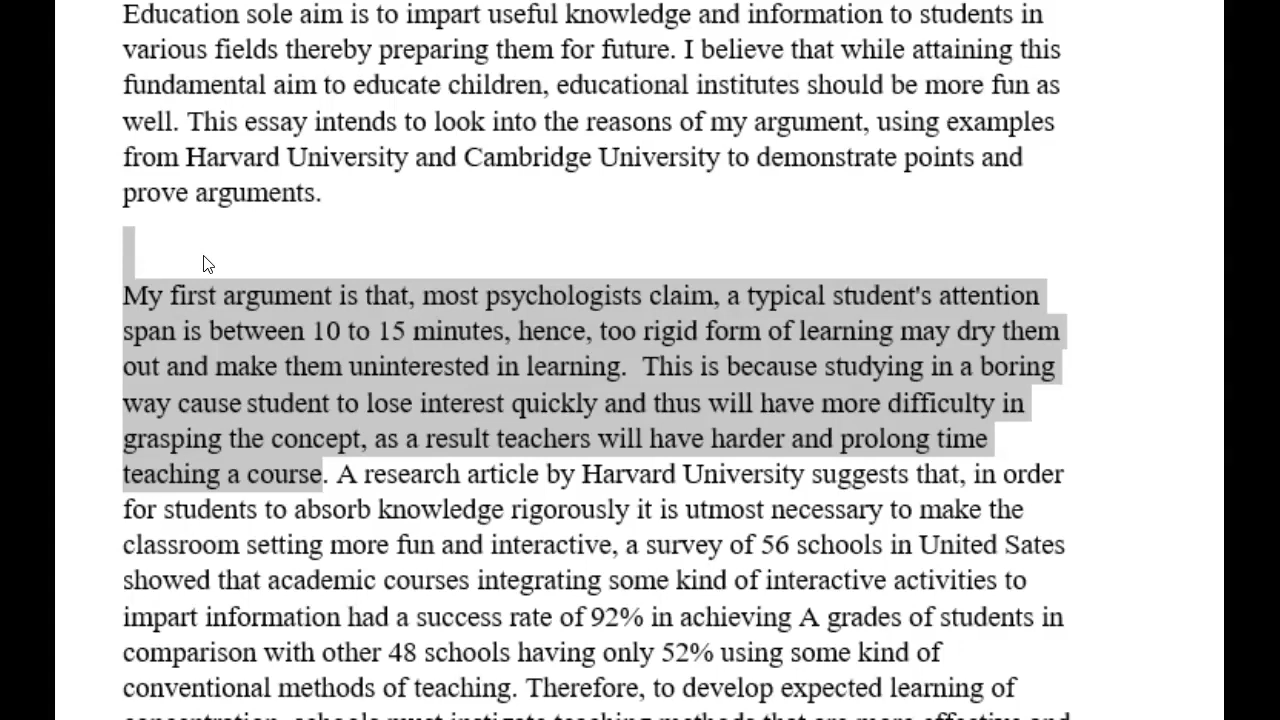 Education sole aim is to impart useful knowledge and information to students in
various fields thereby preparing them for future. I believe that while attaining this
fundamental aim to educate children, educational institutes should be more fun as
well. This essay intends to look into the reasons of my argument, using examples
from Harvard University and Cambridge University to demonstrate points and
prove arguments.
My first argument is that, most psychologists claim, a typical student's attention
span is between 10 to 15 minutes, hence, too rigid form of learning may dry them
out and make them uninterested in learning.  This is because studying in a boring
way cause student to lose interest quickly and thus will have more difficulty in
grasping the concept, as a result teachers will have harder and prolong time
teaching a course. A research article by Harvard University suggests that, in order
for students to absorb knowledge rigorously it is utmost necessary to make the
classroom setting more fun and interactive, a survey of 56 schools in United Sates
showed that academic courses integrating some kind of interactive activities to
impart information had a success rate of 92% in achieving A grades of students in
comparison with other 48 schools having only 52% using some kind of
conventional methods of teaching. Therefore, to develop expected learning of
concentration, schools must instigate teaching methods that are more effective and